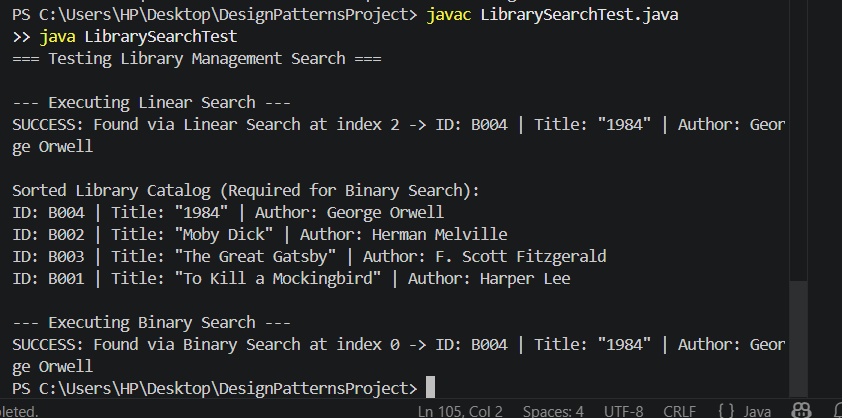 PS C:\Users\HP\Desktop\DesignPatternsProject> javac LibrarySearchTest.java
>> java LibrarySearchTest
=== Testing Library Management Search ===
--- Executing Linear Search ---
SUCCESS: Found via Linear Search at index 2 -> ID: B004 | Title: "1984" | Author: Geor
ge Orwell
Sorted Library Catalog (Required for Binary Search):
ID: B004 | Title: "1984" | Author: George Orwell
ID: B002 | Title: "Moby Dick" | Author: Herman Melville
ID: B003 | Title: "The Great Gatsby" | Author: F. Scott Fitzgerald
ID: B001 | Title: "To Kill a Mockingbird" | Author: Harper Lee
--- Executing Binary Search ---
SUCCESS: Found via Binary Search at index 0 -> ID: B004 | Title: "1984" | Author: Geor
ge Orwell
PS C:\Users\HP\Desktop\DesignPatternsProject>
leted. Ln 105, Col 2 Spaces: 4 UTF-8 CRLF {} Java